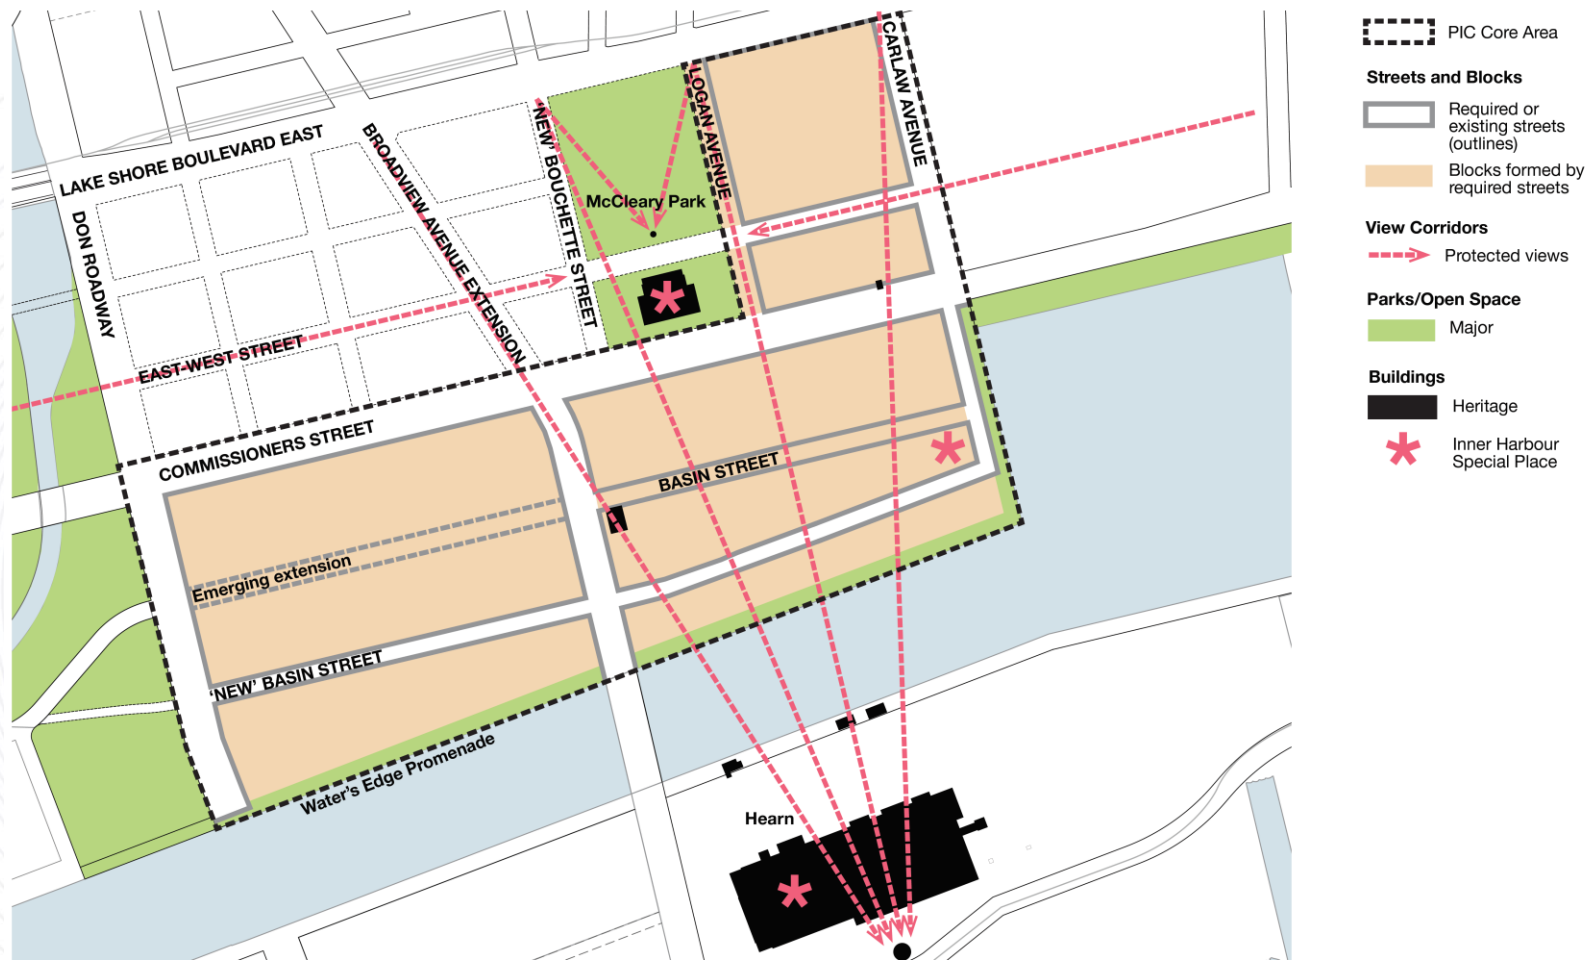 CARLAW AVENUE
LOGAN AVENUE
'NEW' BOUCHETTE STREET
BROADVIEW AVENUE EXTENSION
LAKE SHORE BOULEVARD EAST
DON ROADWAY
McCleary Park
EAST-WEST STREET
COMMISSIONERS STREET
BASIN STREET
Emerging extension
'NEW' BASIN STREET
Water's Edge Promenade
Hearn
PIC Core Area
Streets and Blocks
Required or
existing streets
(outlines)
Blocks formed by
required streets
View Corridors
Protected views
Parks/Open Space
Major
Buildings
Heritage
Inner Harbour
Special Place